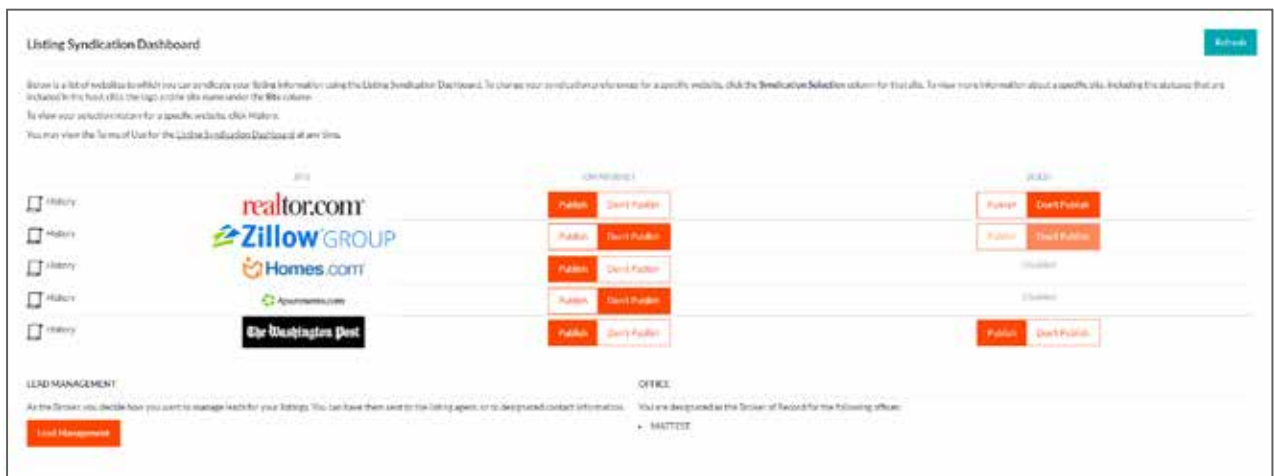 Listing Syndication Dashboard
Refresh
Below is a list of websites to which you can syndicate your listing information using the Listing Syndication Dashboard. To change your syndication preferences for a specific website, click the Syndication Selection column for that site. To view more information about a specific site, including the statuses that are
included in the feed, click the logo and/or site name under the Site column.
To view your selection history for a specific website, click History.
You may view the Terms of Use for the Listing Syndication Dashboard at any time.
SITE
History realtor.com Publish Don't Publish Publish Don't Publish
History Zillow GROUP Publish Don't Publish Publish Don't Publish
History Homes.com Publish Don't Publish Disabled
History Apartments.com Publish Don't Publish Disabled
History The Washington Post Publish Don't Publish Publish Don't Publish
LEAD MANAGEMENT OFFICE
As the Broker, you decide how you want to manage leads for your listings. You can have them sent to the listing agent, or to designated contact information. You are designated as the Broker of Record for the following offices:
Lead Management